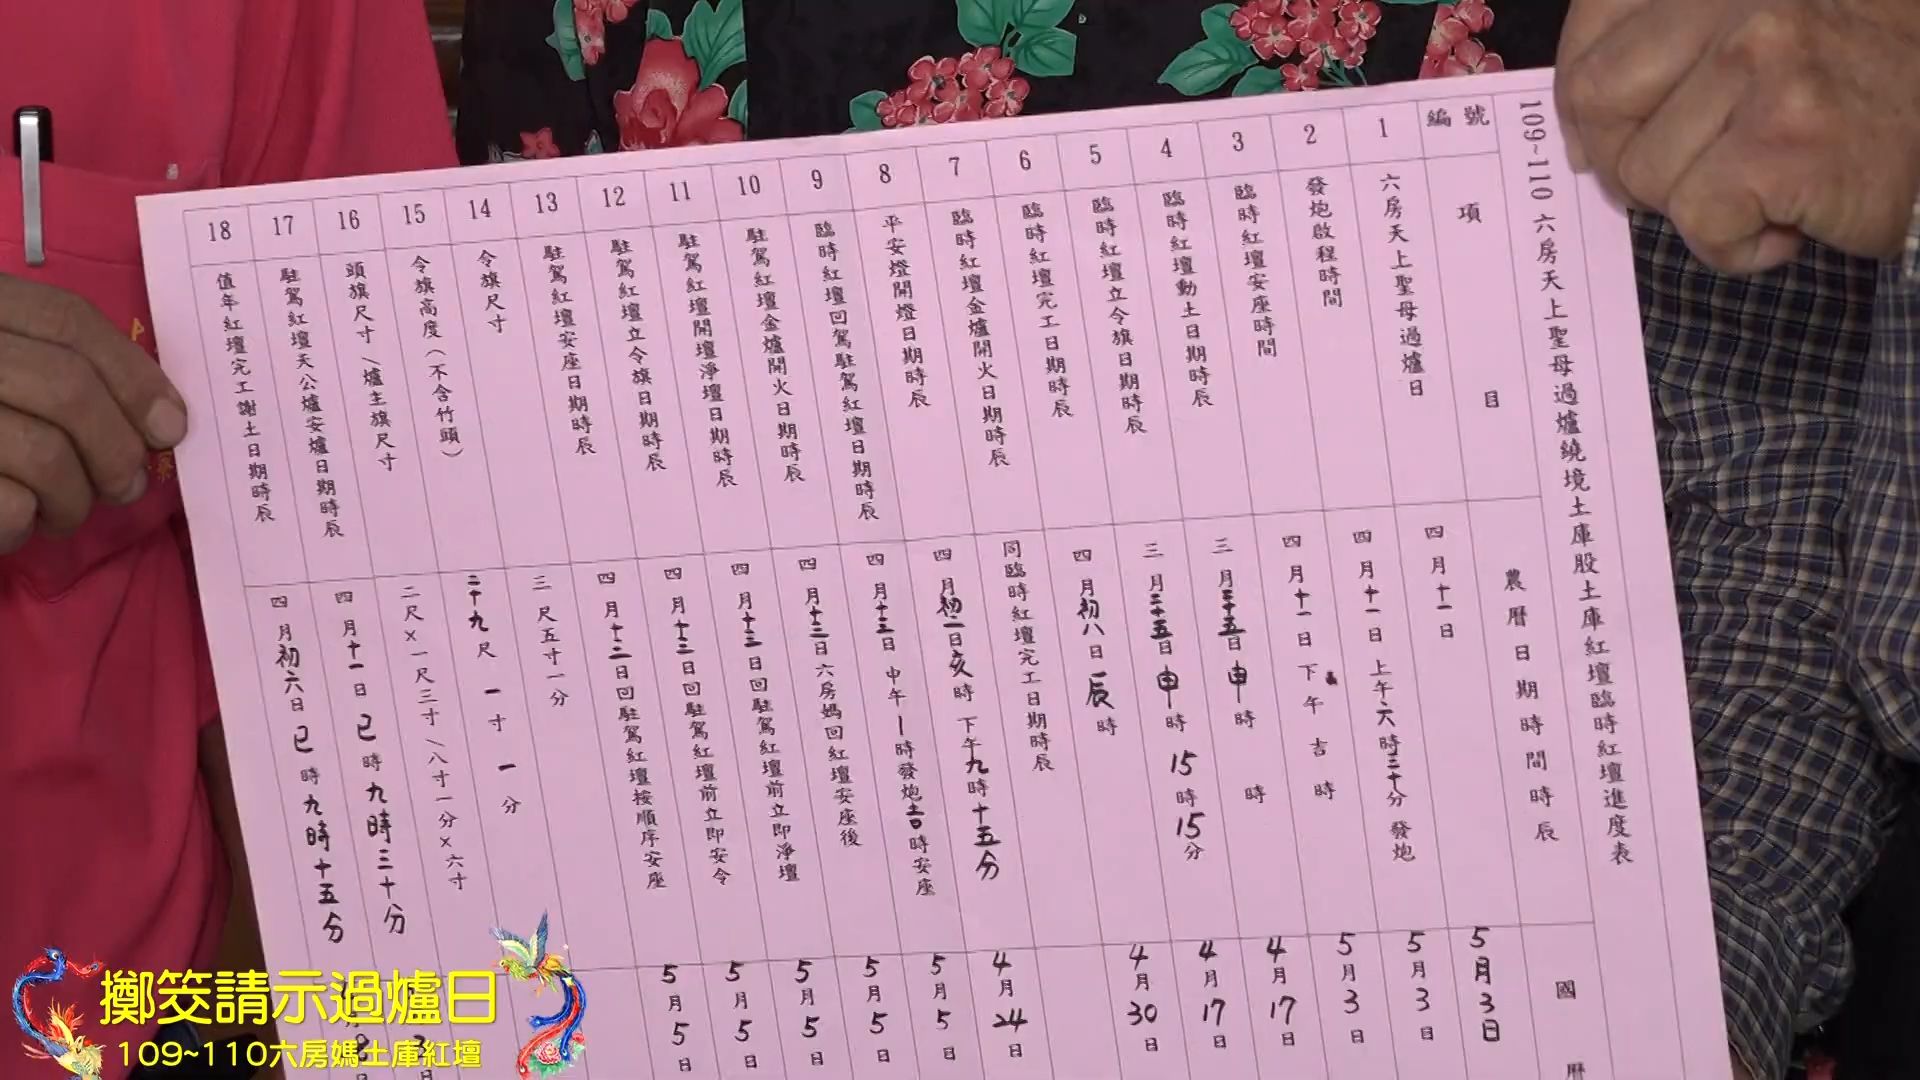 109~110 六房天上聖母過爐繞境土庫股土庫紅壇臨時紅壇進度表
編號
項目
農曆日期時間時辰
國曆
1
六房天上聖母過爐日
四月十一日
5月3日
2
發炮啟程時間
四月十一日上午六時三十分發炮
5月3日
3
臨時紅壇安座時間
四月十一日下午吉時
5月3日
4
臨時紅壇動土日期時辰
三月二十五日申時 時
4月17日
5
臨時紅壇立令旗日期時辰
三月二十五日申時15時15分
4月17日
6
臨時紅壇完工日期時辰
四月初八日辰時
4月30日
7
臨時紅壇金爐開火日期時辰
同臨時紅壇完工日期時辰
8
平安燈開燈日期時辰
四月初二日亥時下午九時十五分
4月24日
9
臨時紅壇回駕駐駕紅壇日期時辰
四月十三日中午1時發炮吉時安座
5月5日
10
駐駕紅壇金爐開火日期時辰
四月十三日六房媽回紅壇安座後
5月5日
11
駐駕紅壇開壇淨壇日期時辰
四月十三日回駐駕紅壇前立即淨壇
5月5日
12
駐駕紅壇立令旗日期時辰
四月十三日回駐駕紅壇前立即安令
5月5日
13
駐駕紅壇安座日期時辰
四月十三日回駐駕紅壇按順序安座
5月5日
14
令旗尺寸
三尺五寸一分
15
令旗高度(不含竹頭)
二十九尺一寸一分
16
頭旗尺寸\爐主旗尺寸
二尺×一尺三寸\八寸一分×六寸
17
駐駕紅壇天公爐安爐日期時辰
四月十一日巳時九時三十分
18
值年紅壇完工謝土日期時辰
四月初六日巳時九時十五分
擲筊請示過爐日
109~110六房媽土庫紅壇